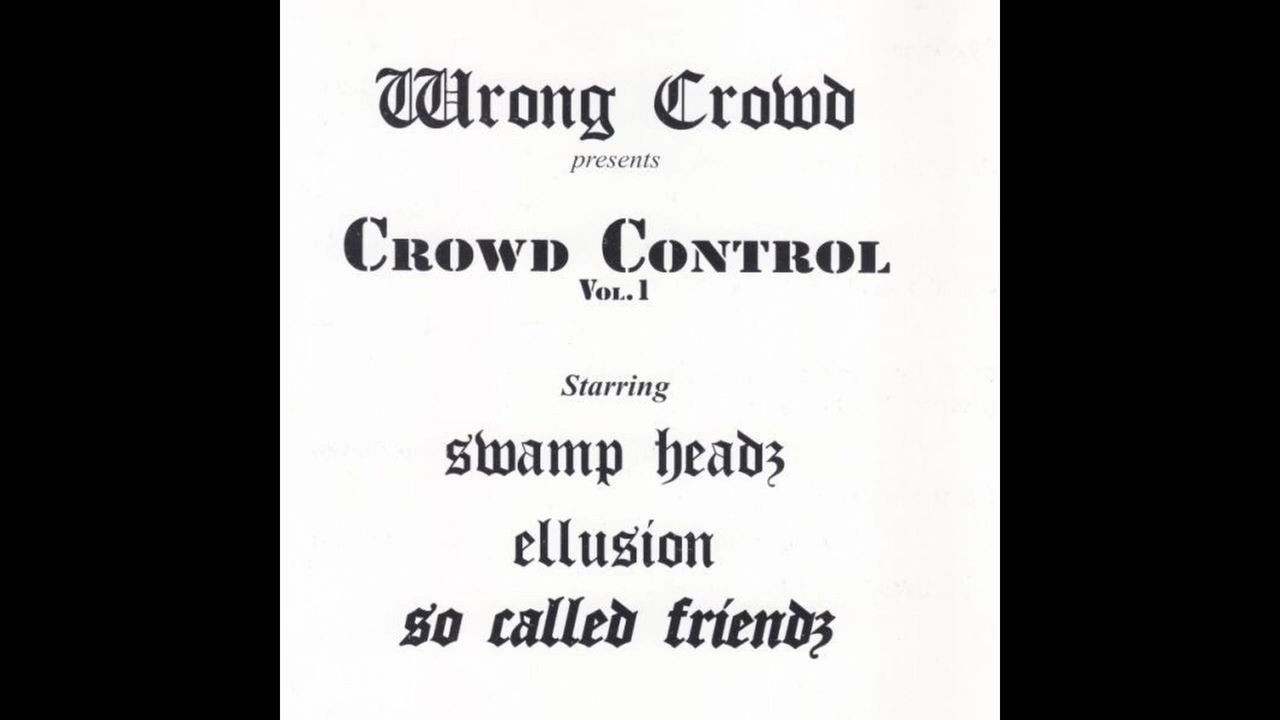 Wrong Crowd
presents
Crowd Control
Vol. 1
Starring
swamp headz
ellusion
so called friendz